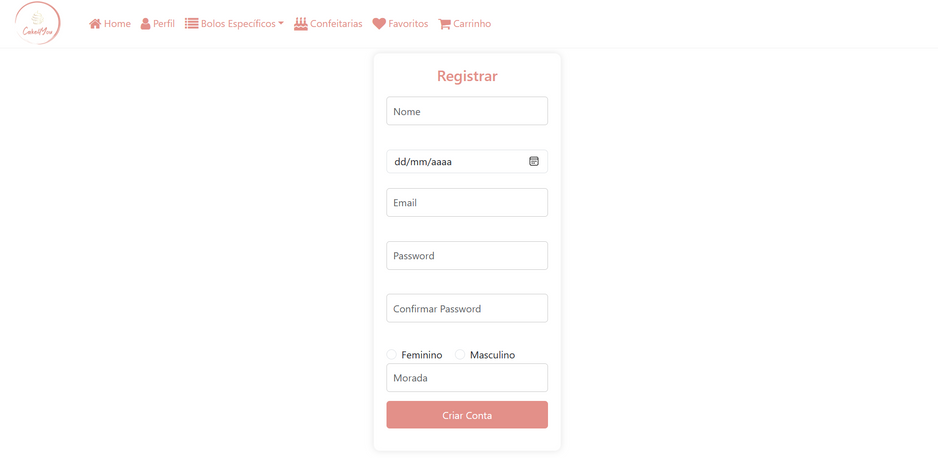 Cake4You
Home Perfil Bolos Específicos Confeitarias Favoritos Carrinho
Registrar
Nome
dd/mm/aaaa
Email
Password
Confirmar Password
Feminino Masculino
Morada
Criar Conta